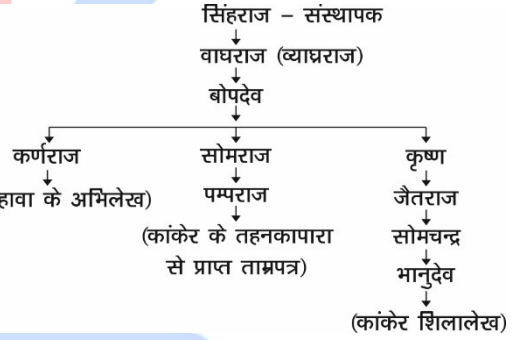 सिंहराज – संस्थापक
वाघराज (व्याघ्रराज)
बोपदेव
कर्णराज सोमराज कृष्ण
हावा के अभिलेख) पम्पराज जैतराज
(कांकेर के तहनकापारा सोमचन्द्र
से प्राप्त ताम्रपत्र) भानुदेव
(कांकेर शिलालेख)